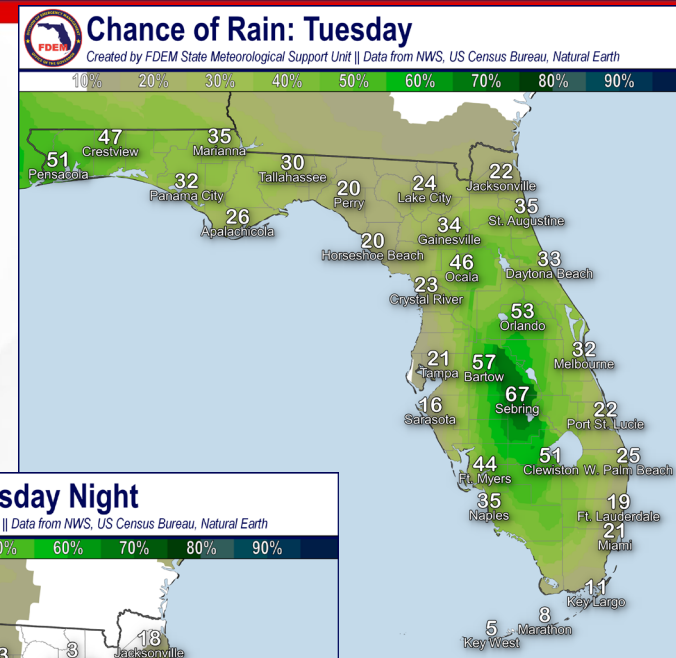 Chance of Rain: Tuesday
FDEM
Created by FDEM State Meteorological Support Unit || Data from NWS, US Census Bureau, Natural Earth
10% 20% 30% 40% 50% 60% 70% 80% 90%
47
Crestview
35
Marianna
51
Pensacola
30
Tallahassee
32
Panama City
26
Apalachicola
20
Perry
24
Lake City
22
Jacksonville
35
St. Augustine
34
Gainesville
20
Horseshoe Beach
46
Ocala
33
Daytona Beach
23
Crystal River
53
Orlando
21
Tampa
57
Bartow
32
Melbourne
67
Sebring
16
Sarasota
22
Port St. Lucie
44
Ft. Myers
51
Clewiston
25
W. Palm Beach
35
Naples
19
Ft. Lauderdale
21
Miami
11
Key Largo
8
Marathon
5
Key West
sday Night
|| Data from NWS, US Census Bureau, Natural Earth
0% 60% 70% 80% 90%
18
Jacksonville
3
3